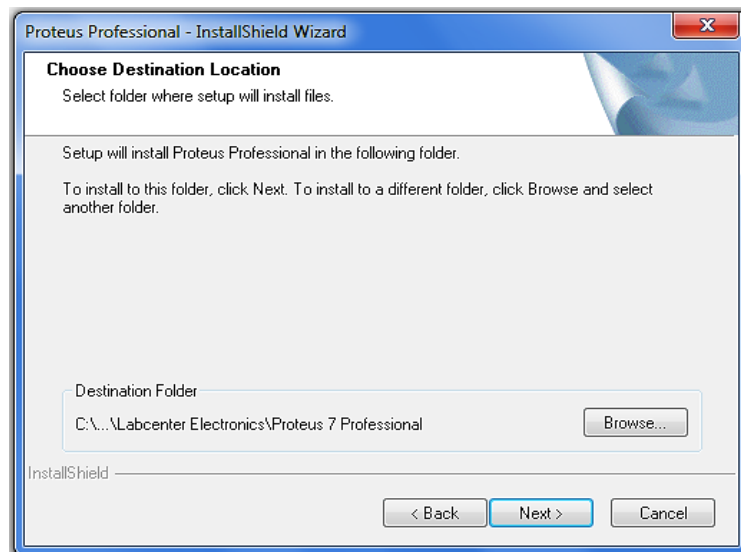 Proteus Professional - InstallShield Wizard
Choose Destination Location
Select folder where setup will install files.
Setup will install Proteus Professional in the following folder.
To install to this folder, click Next. To install to a different folder, click Browse and select
another folder.
Destination Folder
C:\...\Labcenter Electronics\Proteus 7 Professional
Browse...
InstallShield
< Back
Next >
Cancel